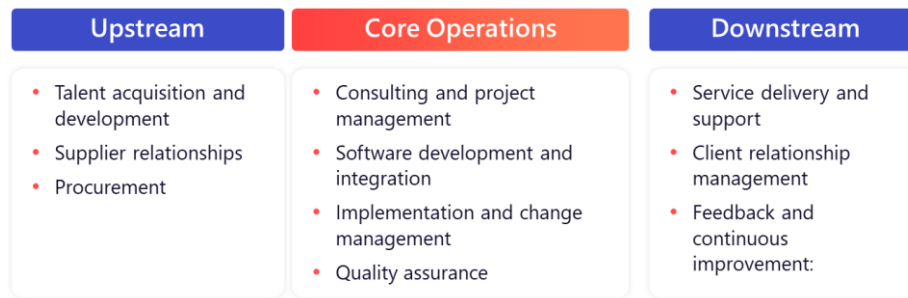 Upstream
Talent acquisition and
development
Supplier relationships
Procurement
Core Operations
Consulting and project
management
Software development and
integration
Implementation and change
management
Quality assurance
Downstream
Service delivery and
support
Client relationship
management
Feedback and
continuous
improvement: